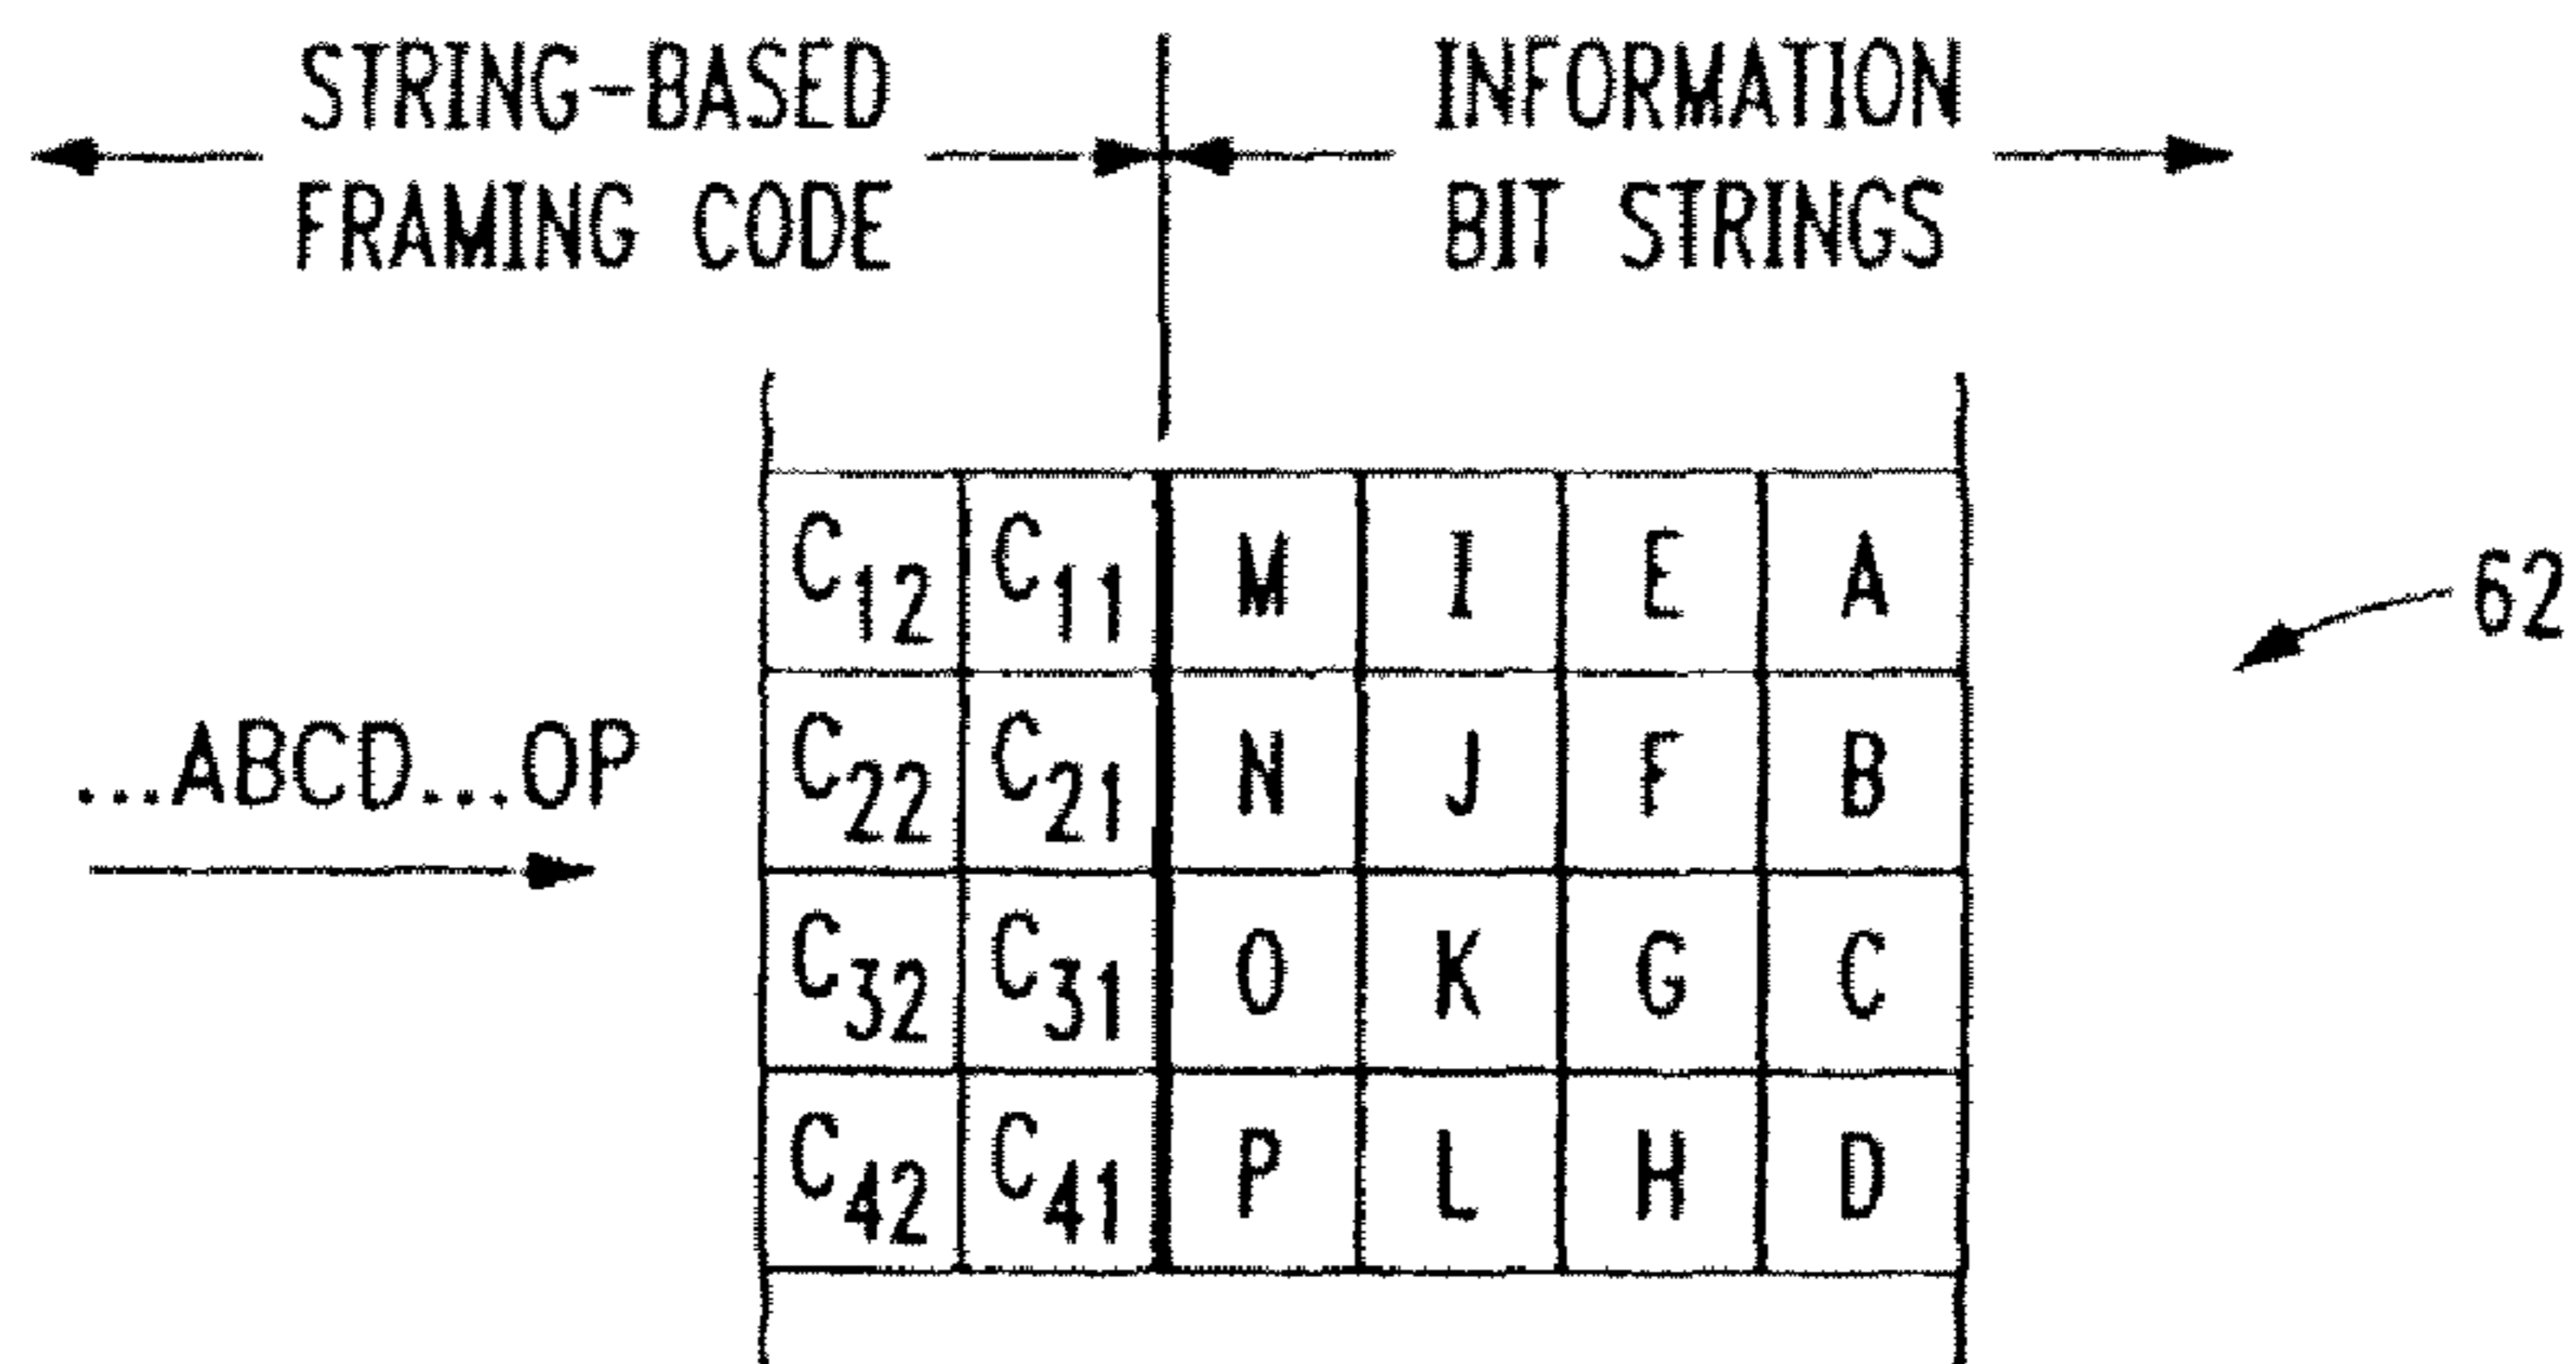 STRING-BASED
FRAMING CODE
INFORMATION
BIT STRINGS
C12 C11 M I E A
62
...ABCD...OP
C22 C21 N J F B
C32 C31 O K G C
C42 C41 P L H D